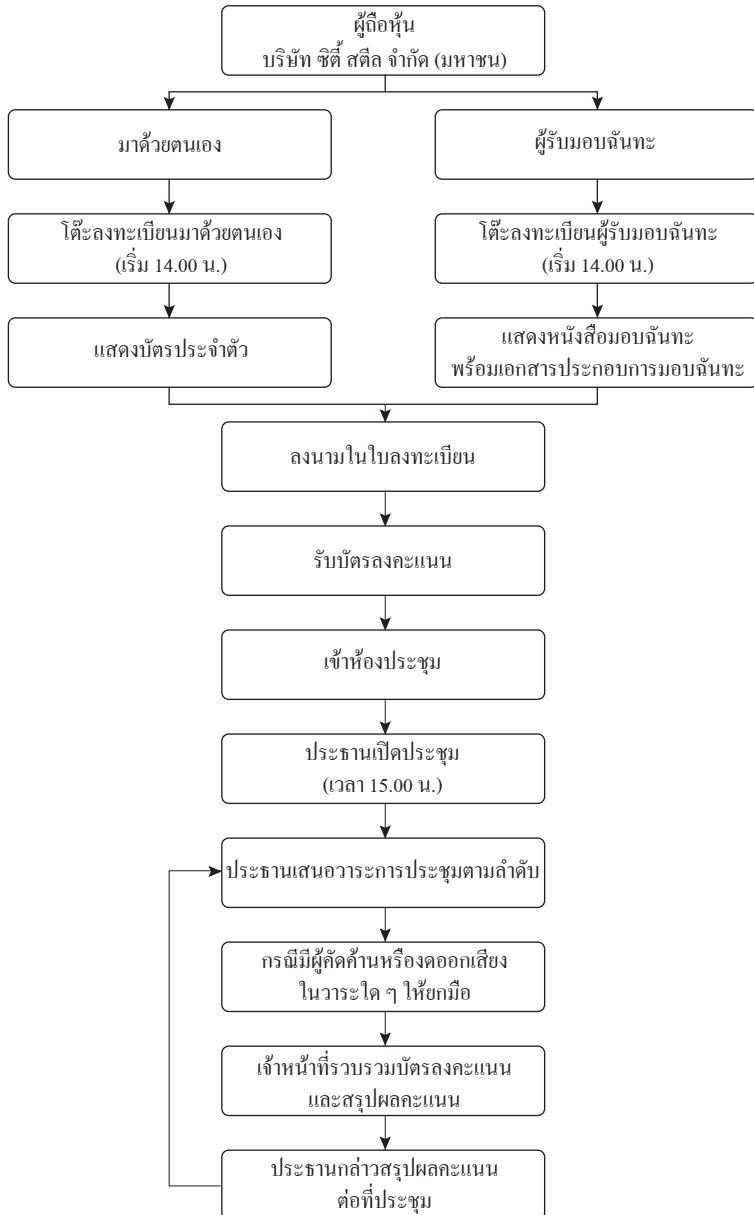 ผู้ถือหุ้น
บริษัท ซิตี้ สตีล จำกัด (มหาชน)
มาด้วยตนเอง
ผู้รับมอบฉันทะ
โต๊ะลงทะเบียนมาด้วยตนเอง
(เริ่ม 14.00 น.)
โต๊ะลงทะเบียนผู้รับมอบฉันทะ
(เริ่ม 14.00 น.)
แสดงบัตรประจำตัว
แสดงหนังสือมอบฉันทะ
พร้อมเอกสารประกอบการมอบฉันทะ
ลงนามในใบลงทะเบียน
รับบัตรลงคะแนน
เข้าห้องประชุม
ประธานเปิดประชุม
(เวลา 15.00 น.)
ประธานเสนอวาระการประชุมตามลำดับ
กรณีมีผู้คัดค้านหรืองดออกเสียง
ในวาระใด ๆ ให้ยกมือ
เจ้าหน้าที่รวบรวมบัตรลงคะแนน
และสรุปผลคะแนน
ประธานกล่าวสรุปผลคะแนน
ต่อที่ประชุม